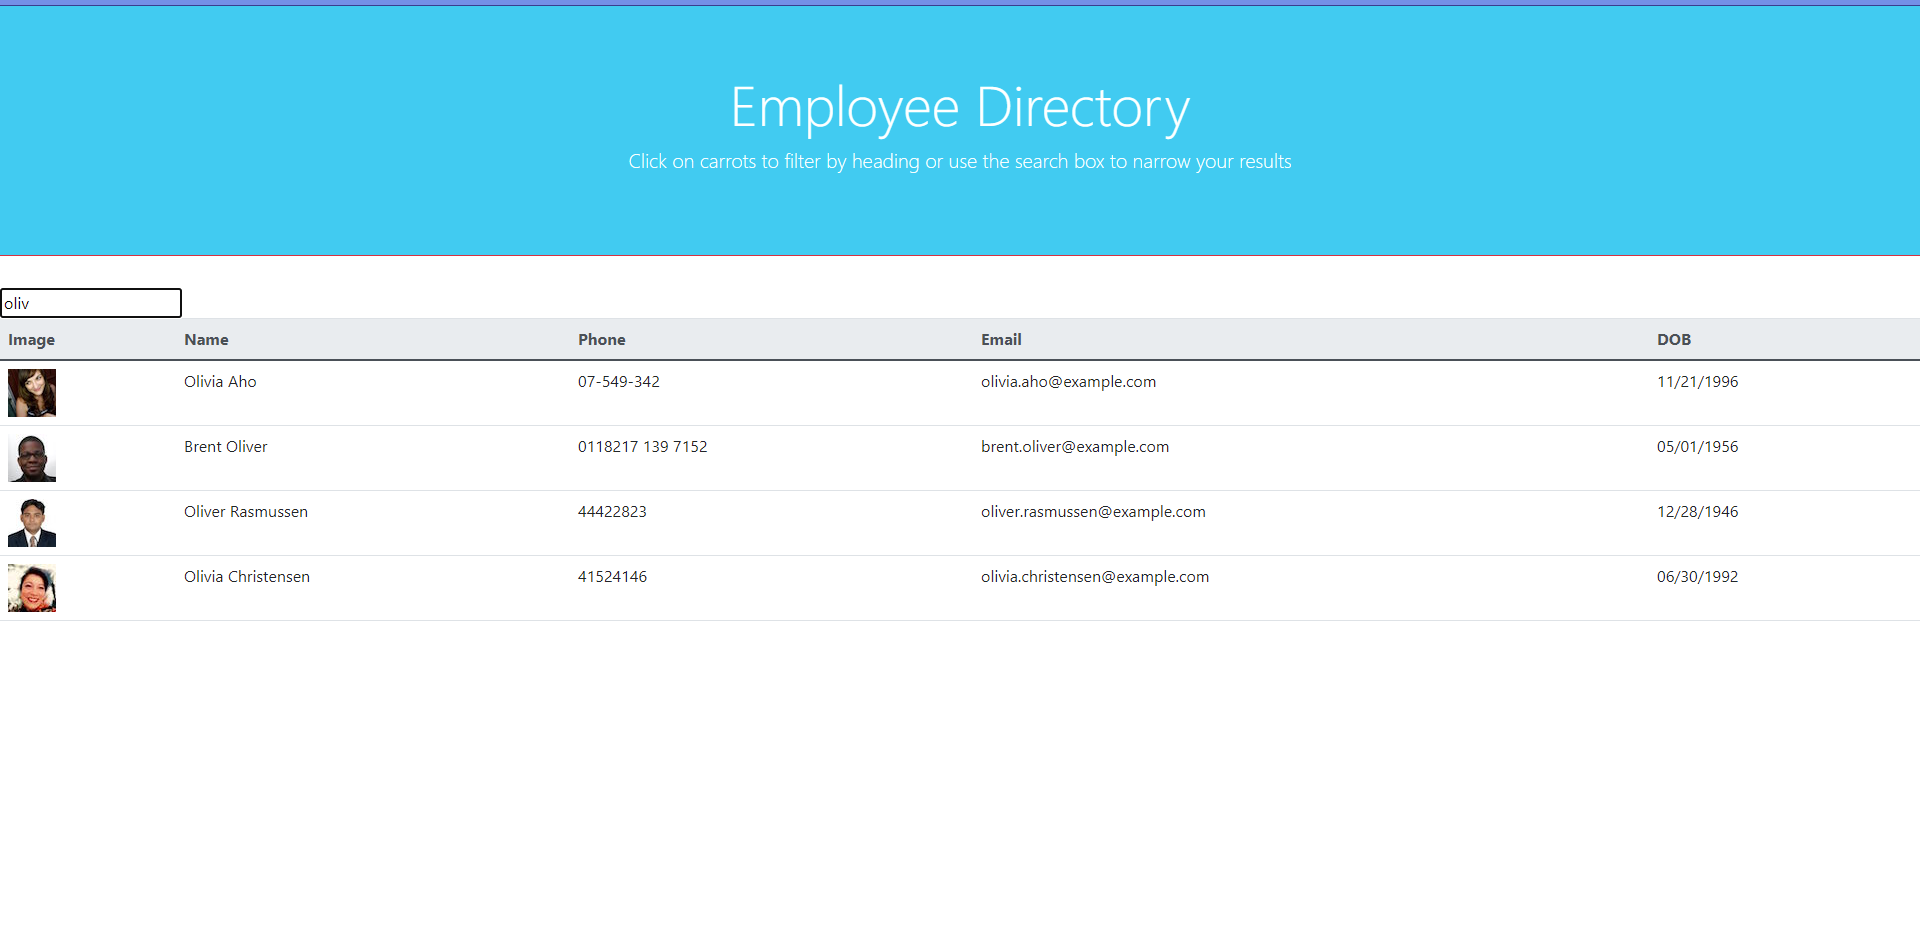 Employee Directory
Click on carrots to filter by heading or use the search box to narrow your results
oliv
Image Name Phone Email DOB
Olivia Aho 07-549-342 olivia.aho@example.com 11/21/1996
Brent Oliver 0118217 139 7152 brent.oliver@example.com 05/01/1956
Oliver Rasmussen 44422823 oliver.rasmussen@example.com 12/28/1946
Olivia Christensen 41524146 olivia.christensen@example.com 06/30/1992